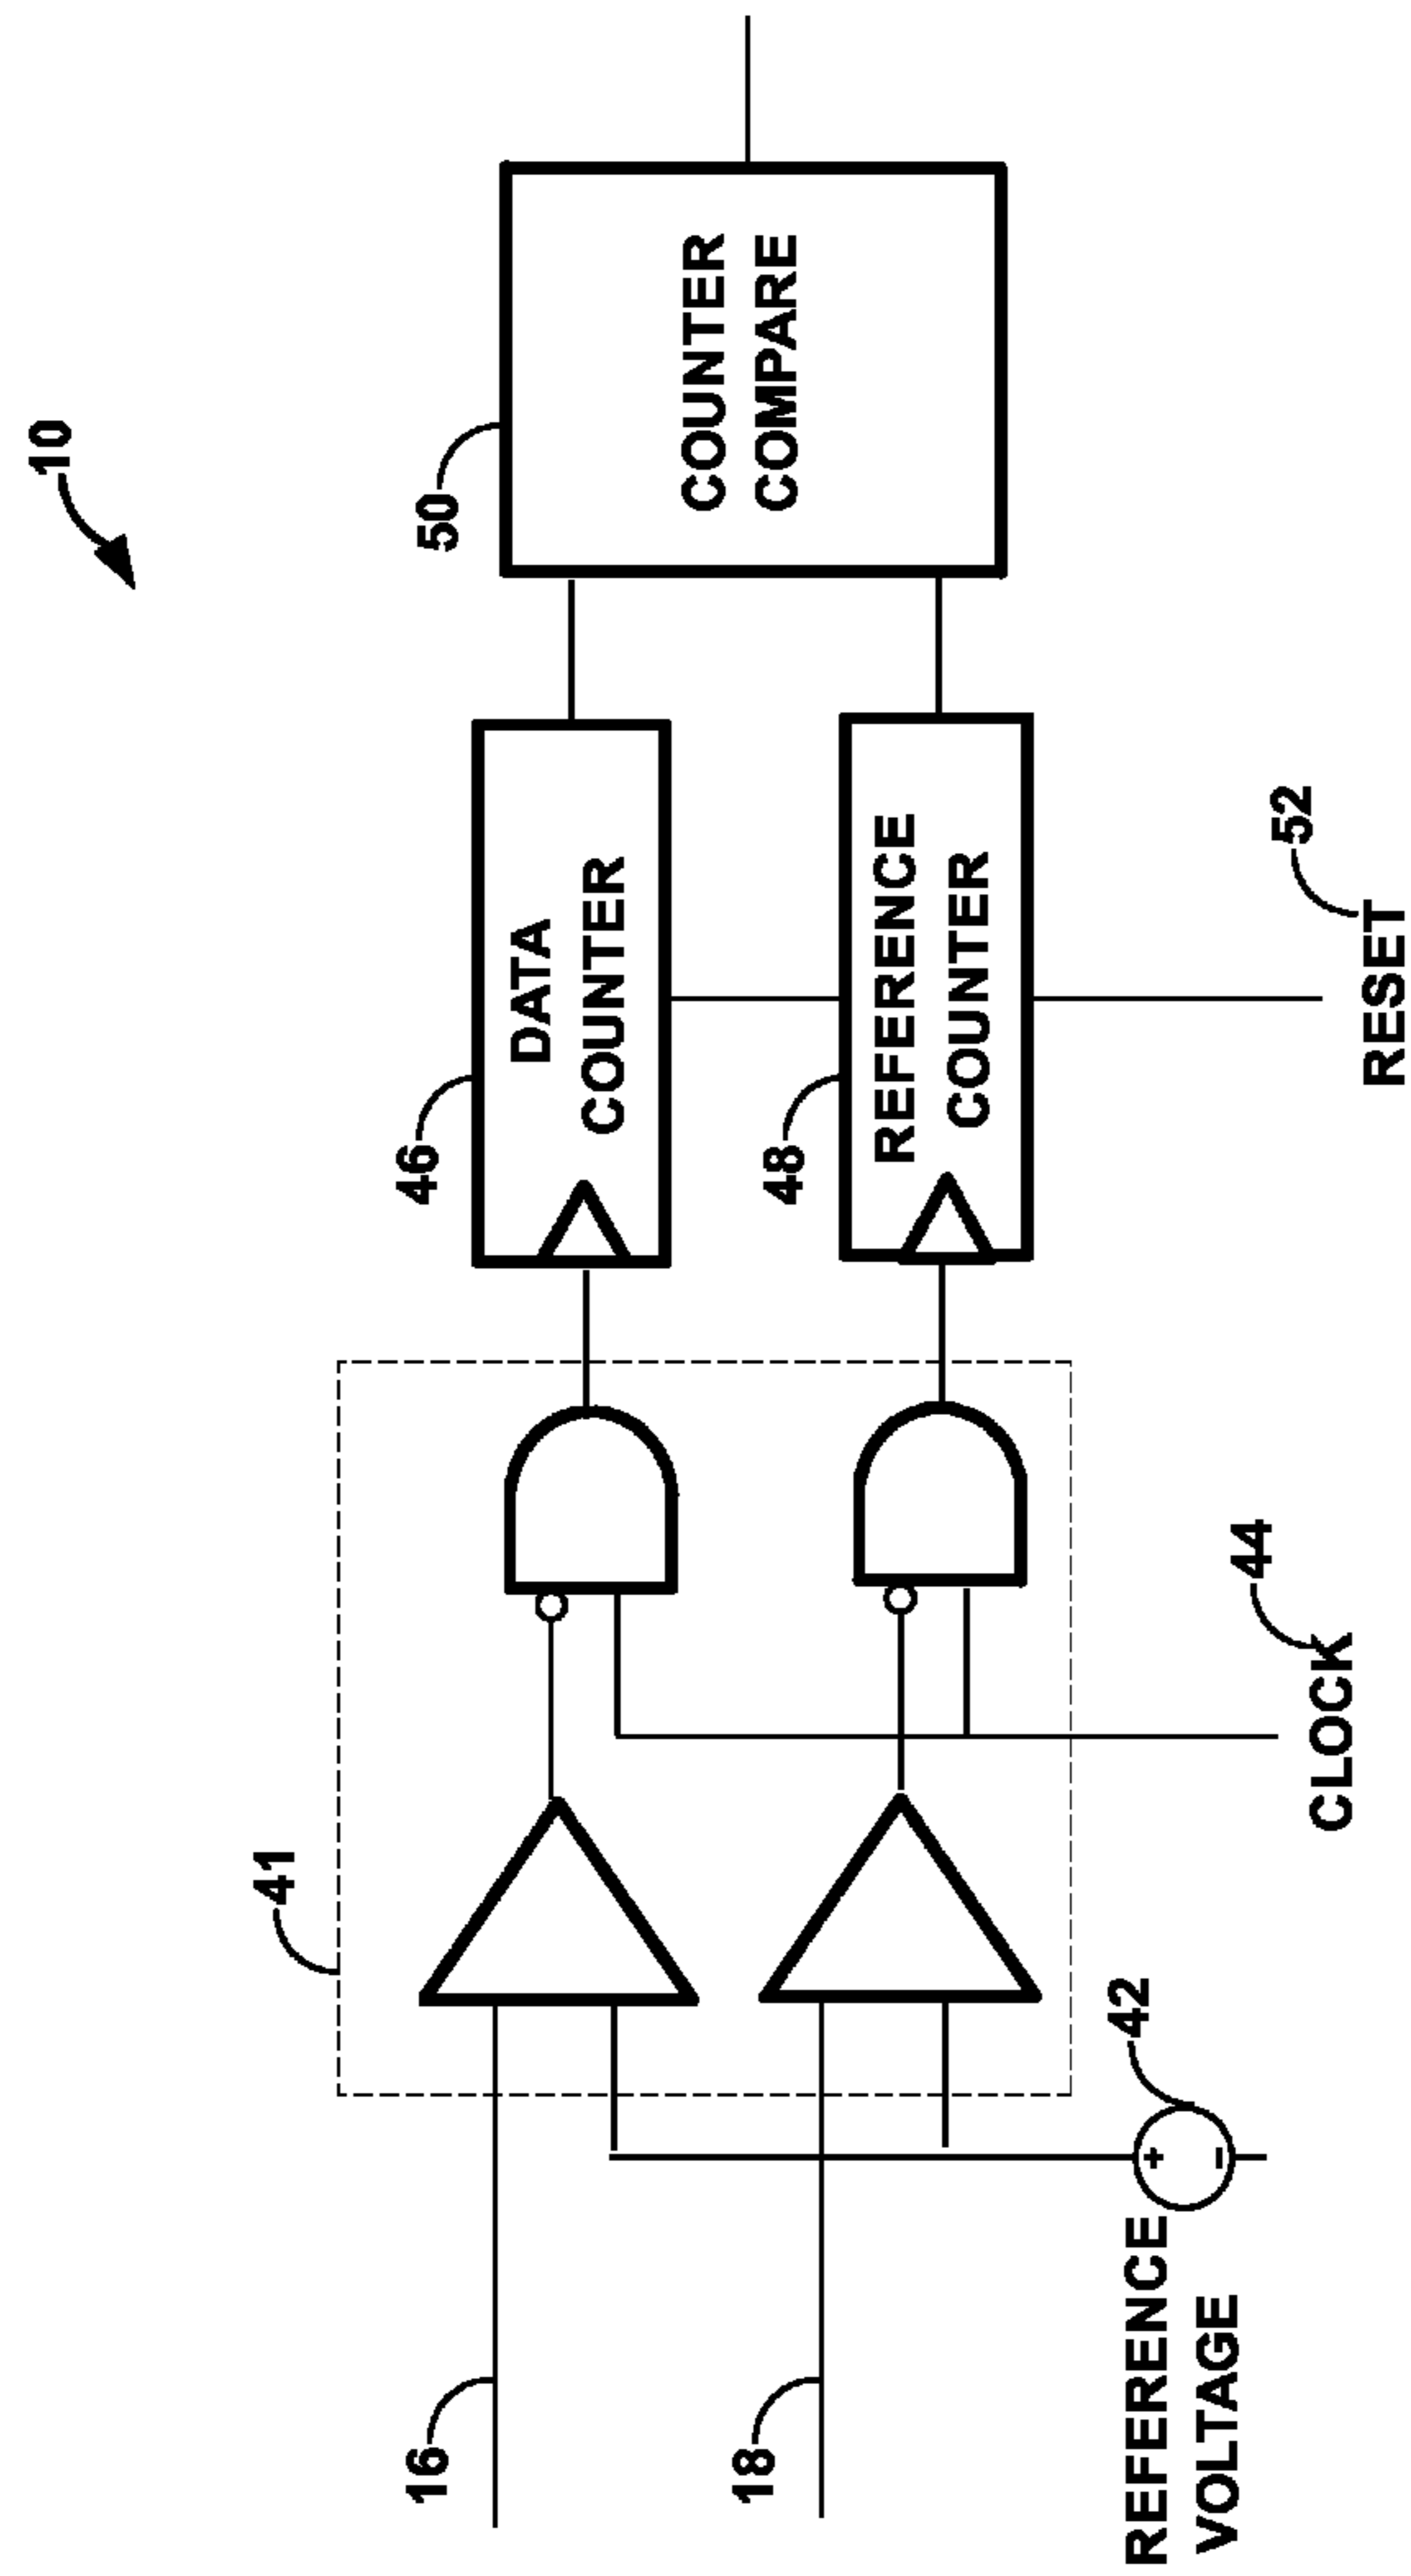 10
41
46
50
DATA
COUNTER
COUNTER
COMPARE
16
48
REFERENCE
COUNTER
18
42
+
-
REFERENCE
VOLTAGE
44
CLOCK
52
RESET